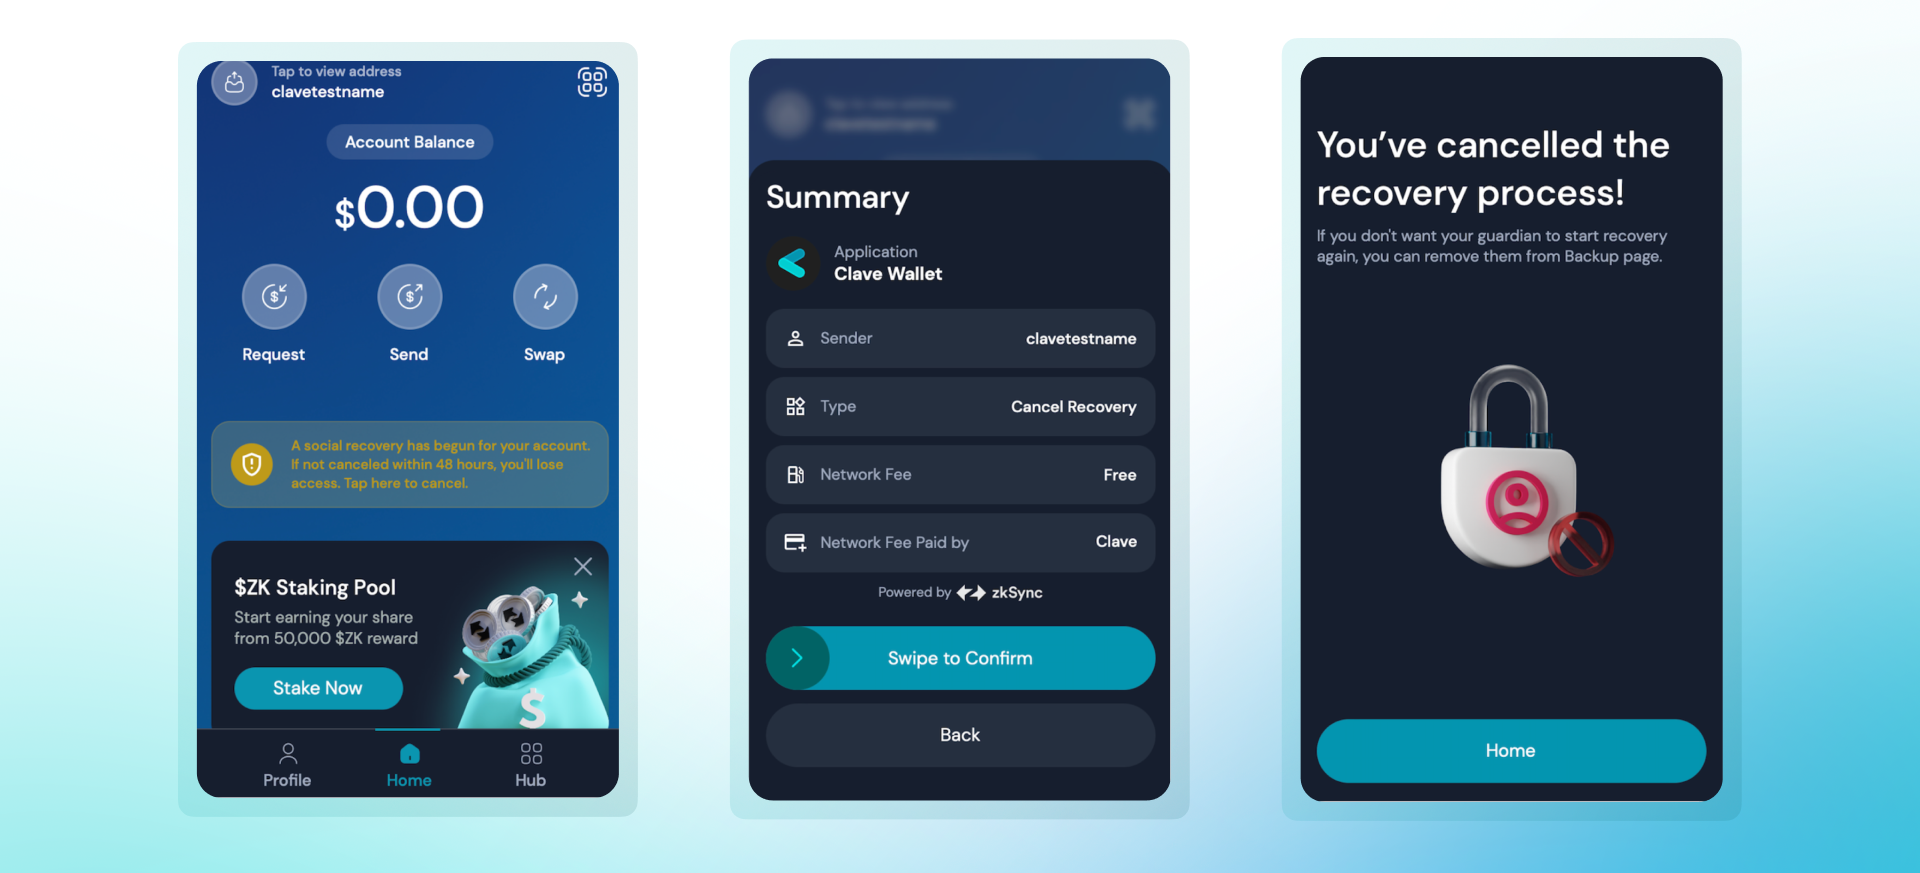 Tap to view address
clavetestname
Account Balance
$0.00
Request
Send
Swap
A social recovery has begun for your account.
If not canceled within 48 hours, you'll lose
access. Tap here to cancel.
$ZK Staking Pool
Start earning your share
from 50,000 $ZK reward
Stake Now
$
Profile
Home
Hub
Tap to view address
clavetestname
Summary
Application
Clave Wallet
Sender
clavetestname
Type
Cancel Recovery
Network Fee
Free
Network Fee Paid by
Clave
Powered by zkSync
Swipe to Confirm
Back
You’ve cancelled the
recovery process!
If you don't want your guardian to start recovery
again, you can remove them from Backup page.
Home